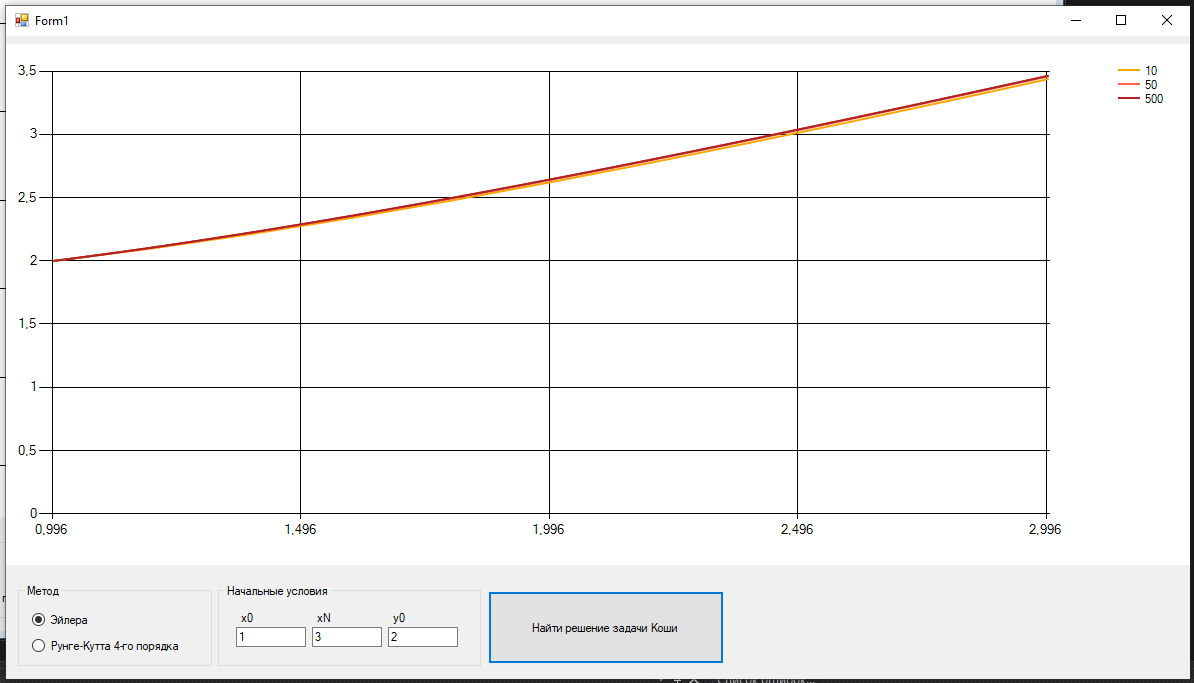 Form1
3,5
3
2,5
2
1,5
1
0,5
0
0,996 1,496 1,996 2,496 2,996
10
50
500
Метод
Эйлера
Рунге-Кутта 4-го порядка
Начальные условия
x0 xN y0
1 3 2
Найти решение задачи Коши